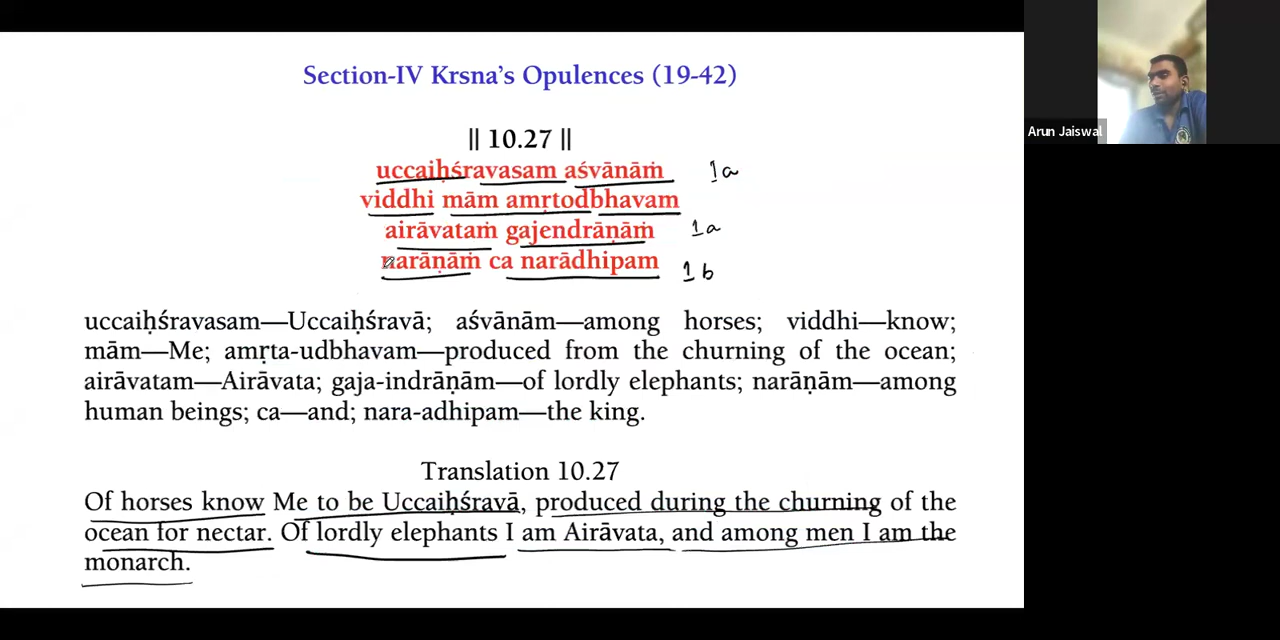 Section-IV Krsna's Opulences (19-42)
|| 10.27 ||
uccaiḥśravasam aśvānāṁ 1a
viddhi mām amṛtodbhavam
airāvataṁ gajendrāṇāṁ 1a
narāṇāṁ ca narādhipam 1b
uccaiḥśravasam—Uccaiḥśravā; aśvānām—among horses; viddhi—know;
mām—Me; amṛta-udbhavam—produced from the churning of the ocean;
airāvatam—Airāvata; gaja-indrāṇām—of lordly elephants; narāṇām—among
human beings; ca—and; nara-adhipam—the king.
Translation 10.27
Of horses know Me to be Uccaiḥśravā, produced during the churning of the
ocean for nectar. Of lordly elephants I am Airāvata, and among men I am the
monarch.
Arun Jaiswal